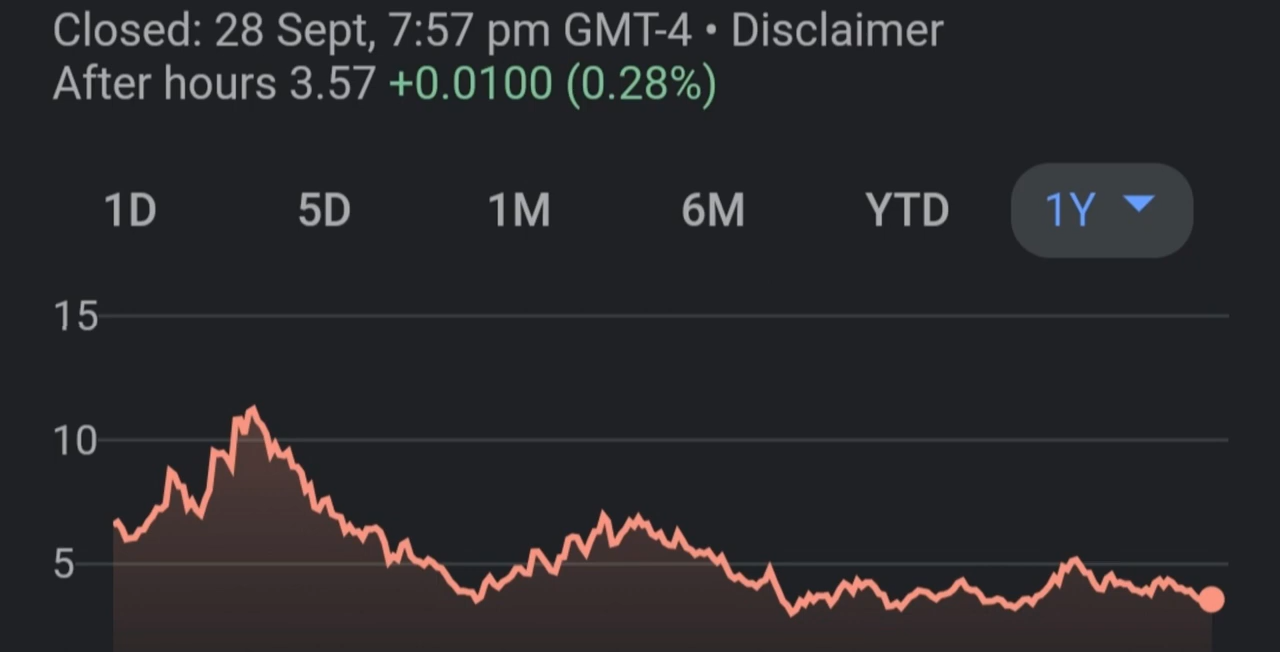 Closed: 28 Sept, 7:57 pm GMT-4 • Disclaimer
After hours 3.57 +0.0100 (0.28%)
1D 5D 1M 6M YTD 1Y
15
10
5